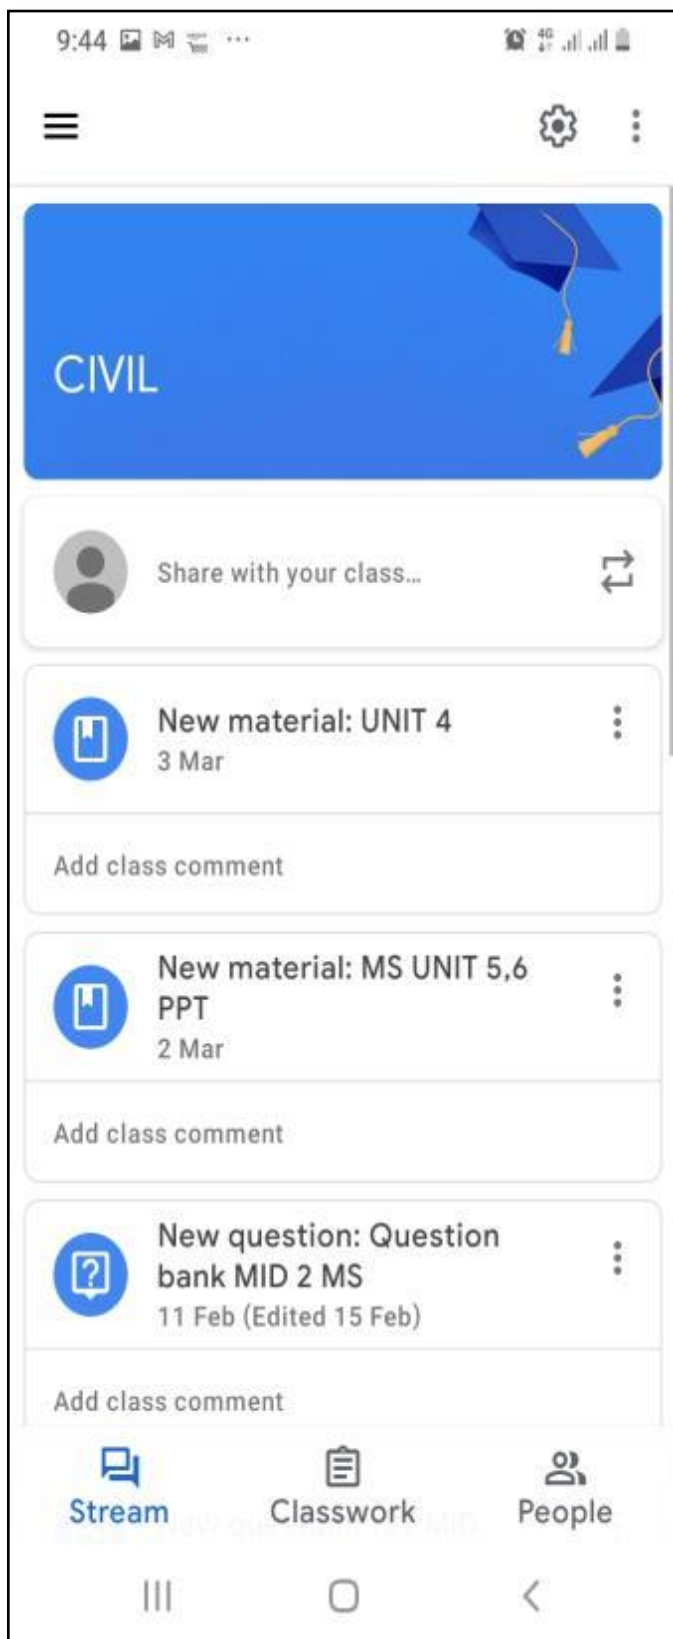 9:44
4G
CIVIL
Share with your class...
New material: UNIT 4
3 Mar
Add class comment
New material: MS UNIT 5,6
PPT
2 Mar
Add class comment
New question: Question
bank MID 2 MS
11 Feb (Edited 15 Feb)
Add class comment
Stream
Classwork
People